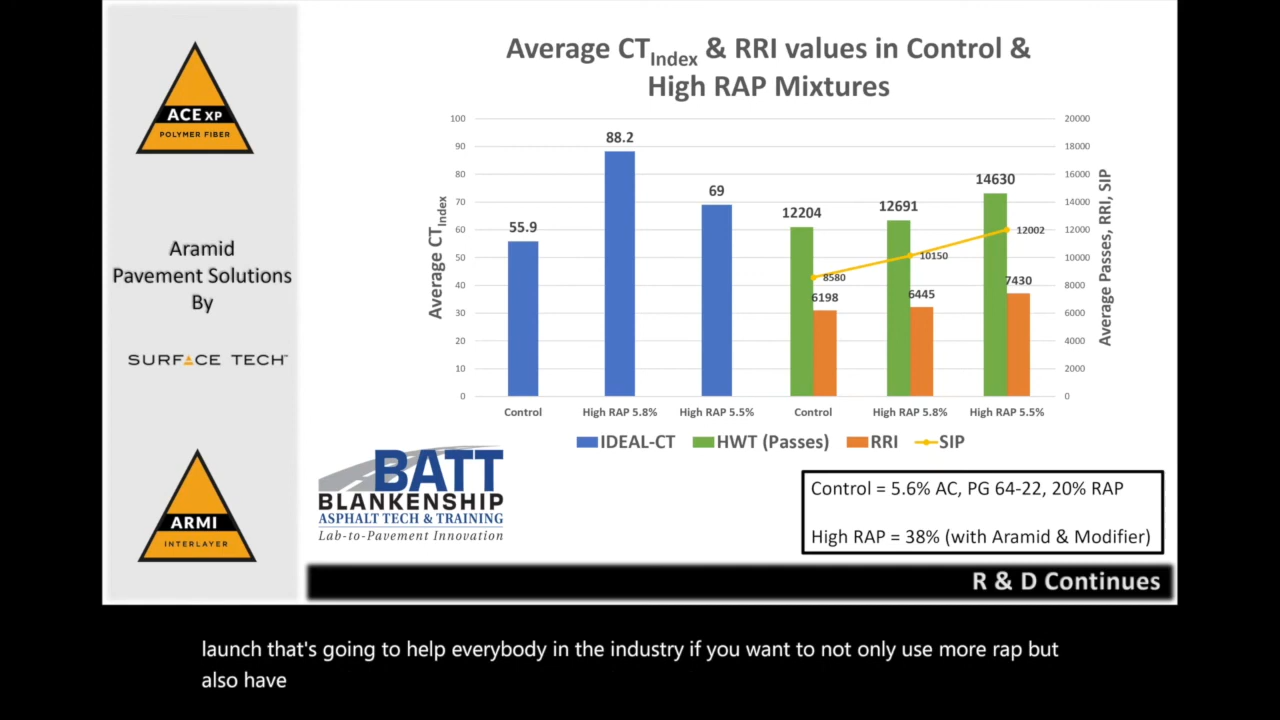 ACE XP
POLYMER FIBER
Aramid
Pavement Solutions
By
SURFACE TECH™
ARMI
INTERLAYER
Average CTIndex & RRI values in Control &
High RAP Mixtures
Average CTIndex
100
90
80
70
60
50
40
30
20
10
0
55.9
88.2
69
12204
12691
14630
8580
10150
12002
6198
6445
7430
20000
18000
16000
14000
12000
10000
8000
6000
4000
2000
0
Average Passes, RRI, SIP
Control High RAP 5.8% High RAP 5.5% Control High RAP 5.8% High RAP 5.5%
IDEAL-CT HWT (Passes) RRI SIP
BATT
BLANKENSHIP
ASPHALT TECH & TRAINING
Lab-to-Pavement Innovation
Control = 5.6% AC, PG 64-22, 20% RAP
High RAP = 38% (with Aramid & Modifier)
R & D Continues
launch that's going to help everybody in the industry if you want to not only use more rap but
also have